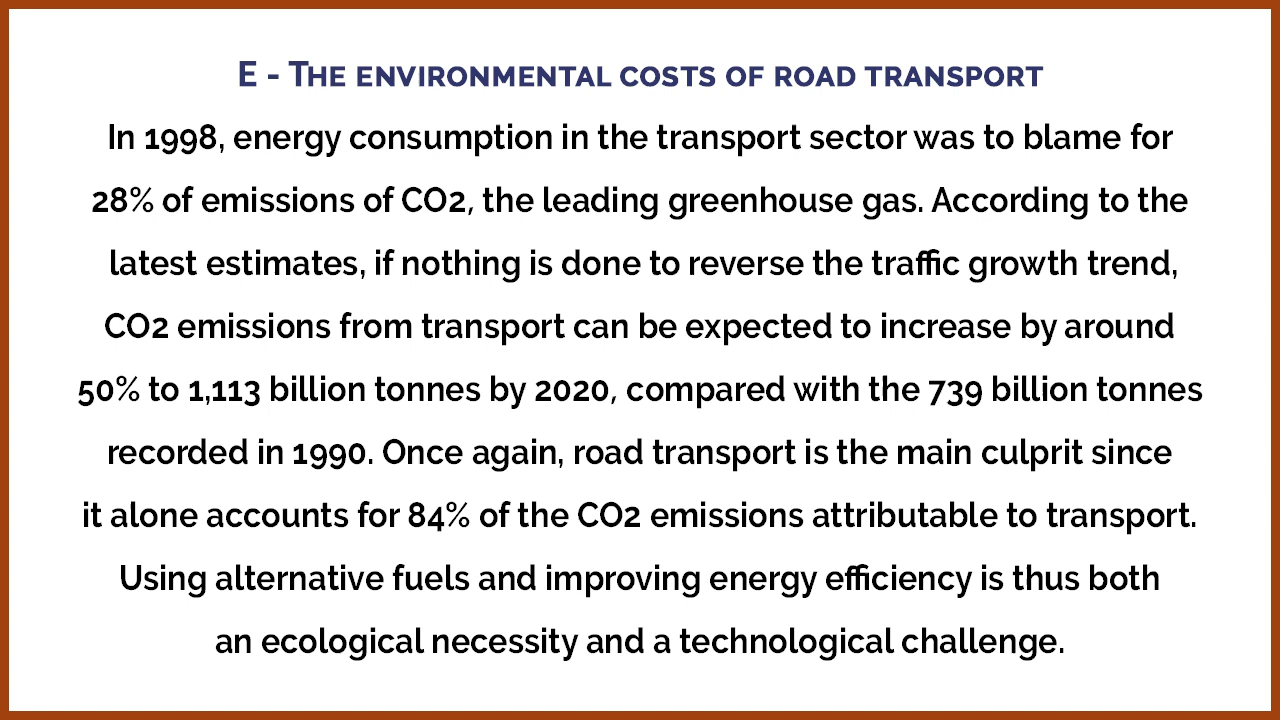 E - The environmental costs of road transport
In 1998, energy consumption in the transport sector was to blame for
28% of emissions of CO2, the leading greenhouse gas. According to the
latest estimates, if nothing is done to reverse the traffic growth trend,
CO2 emissions from transport can be expected to increase by around
50% to 1,113 billion tonnes by 2020, compared with the 739 billion tonnes
recorded in 1990. Once again, road transport is the main culprit since
it alone accounts for 84% of the CO2 emissions attributable to transport.
Using alternative fuels and improving energy efficiency is thus both
an ecological necessity and a technological challenge.